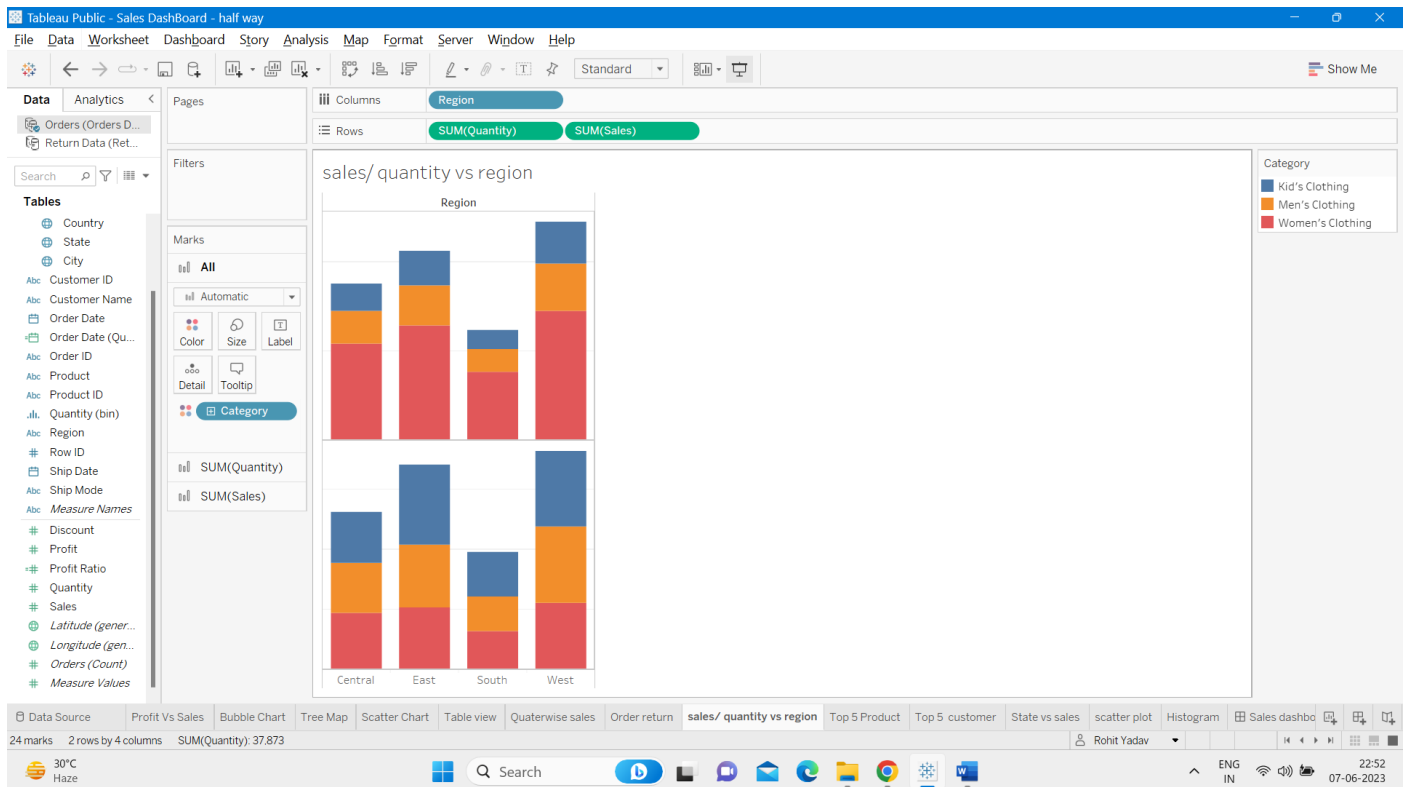 Tableau Public - Sales DashBoard - half way
File Data Worksheet Dashboard Story Analysis Map Format Server Window Help
Standard
Show Me
Data Analytics
Orders (Orders D...
Return Data (Ret...
Search
Tables
Country
State
City
Abc Customer ID
Abc Customer Name
Order Date
Order Date (Qu...
Abc Order ID
Abc Product
Abc Product ID
Quantity (bin)
Abc Region
# Row ID
Ship Date
Abc Ship Mode
Abc Measure Names
# Discount
# Profit
=# Profit Ratio
# Quantity
# Sales
Latitude (gener...
Longitude (gen...
# Orders (Count)
# Measure Values
Pages
Filters
Marks
All
Automatic
Color Size Label
Detail Tooltip
Category
SUM(Quantity)
SUM(Sales)
Columns Region
Rows SUM(Quantity) SUM(Sales)
sales/ quantity vs region
Region
Central East South West
Category
Kid's Clothing
Men's Clothing
Women's Clothing
Data Source Profit Vs Sales Bubble Chart Tree Map Scatter Chart Table view Quaterwise sales Order return sales/ quantity vs region Top 5 Product Top 5 customer State vs sales scatter plot Histogram Sales dashbo
24 marks 2 rows by 4 columns SUM(Quantity): 37,873
Rohit Yadav
30°C
Haze
Search
ENG
IN
22:52
07-06-2023